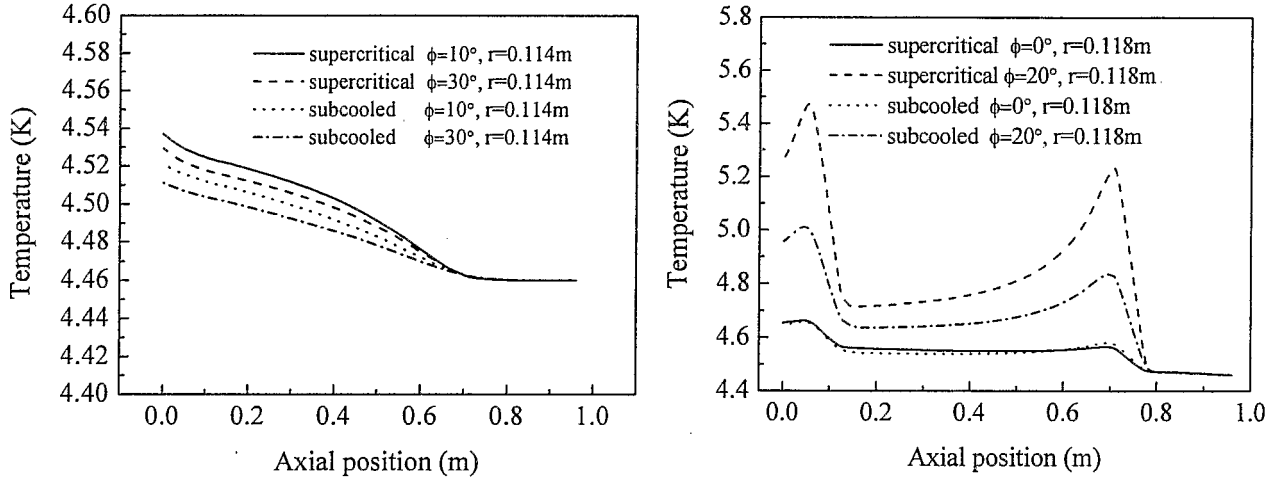 4.60
4.58
4.56
4.54
4.52
4.50
4.48
4.46
4.44
4.42
4.40
Temperature (K)
supercritical ϕ=10°, r=0.114m
supercritical ϕ=30°, r=0.114m
subcooled ϕ=10°, r=0.114m
subcooled ϕ=30°, r=0.114m
0.0 0.2 0.4 0.6 0.8 1.0
Axial position (m)
5.8
5.6
5.4
5.2
5.0
4.8
4.6
4.4
Temperature (K)
supercritical ϕ=0°, r=0.118m
supercritical ϕ=20°, r=0.118m
subcooled ϕ=0°, r=0.118m
subcooled ϕ=20°, r=0.118m
0.0 0.2 0.4 0.6 0.8 1.0
Axial position (m)